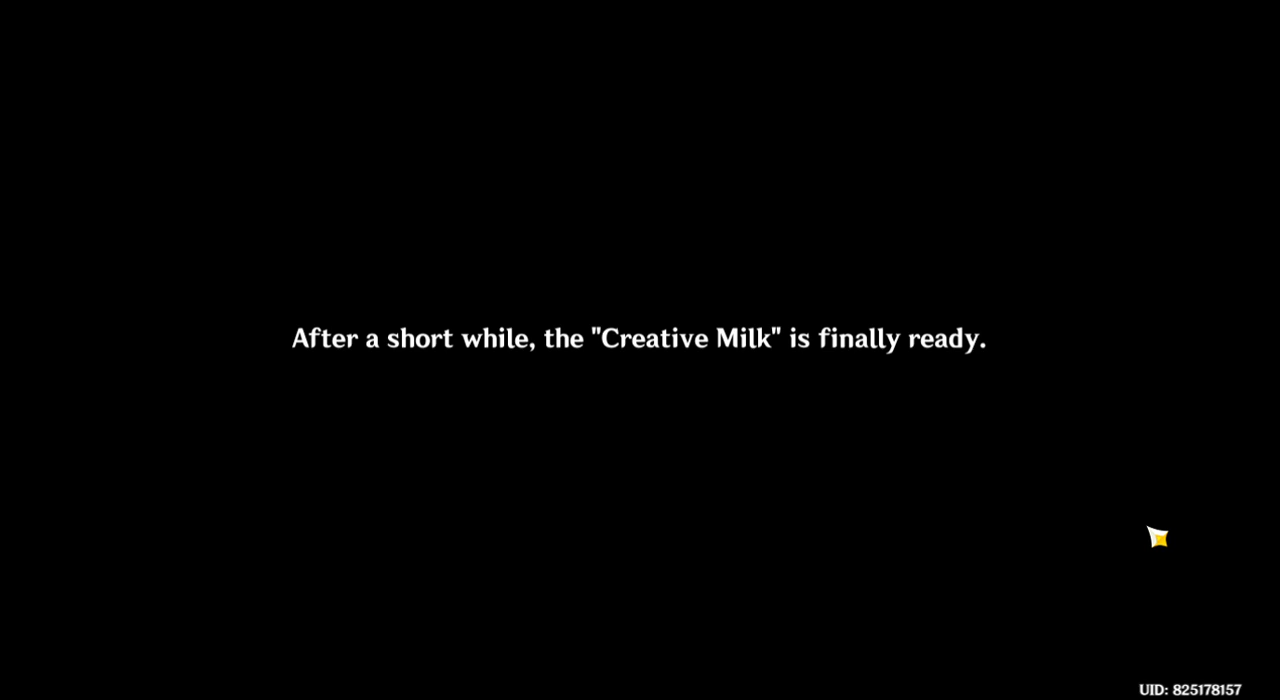 After a short while, the "Creative Milk" is finally ready.
UID: 825178157